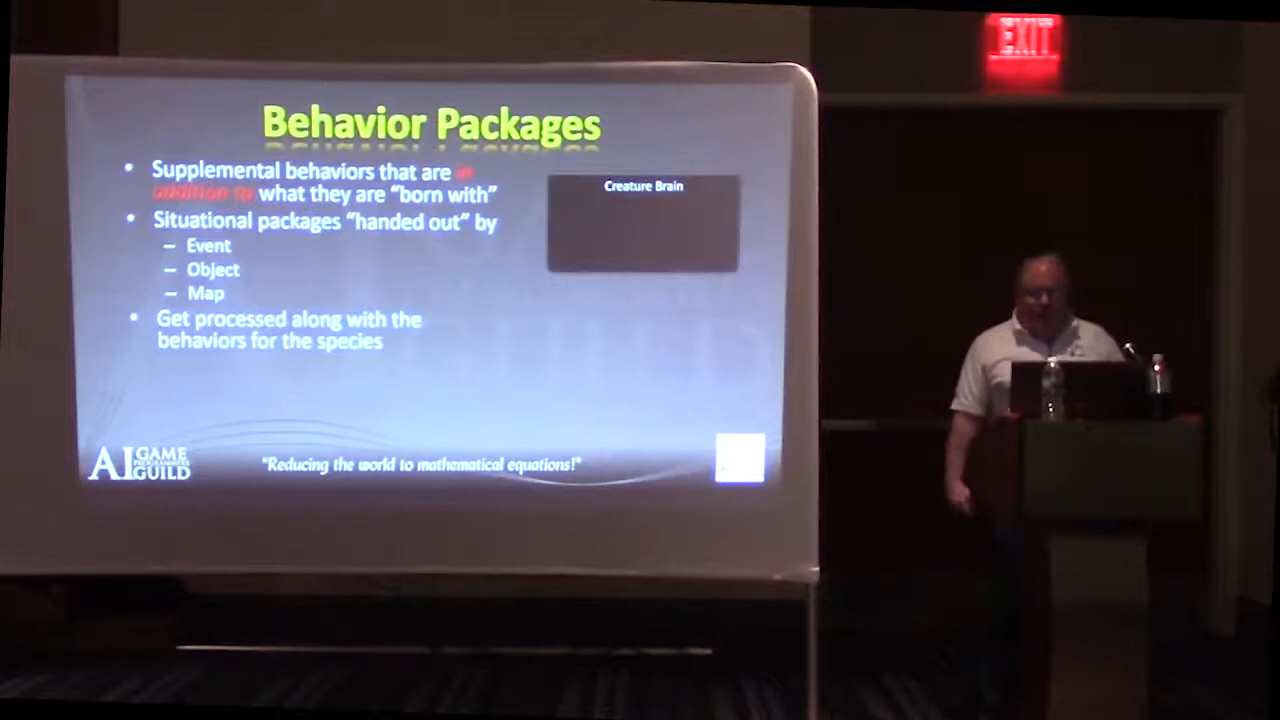 EXIT
Behavior Packages
• Supplemental behaviors that are in
addition to what they are “born with”
• Situational packages “handed out” by
– Event
– Object
– Map
• Get processed along with the
behaviors for the species
Creature Brain
AI GAME
PROGRAMMERS
GUILD
"Reducing the world to mathematical equations!"